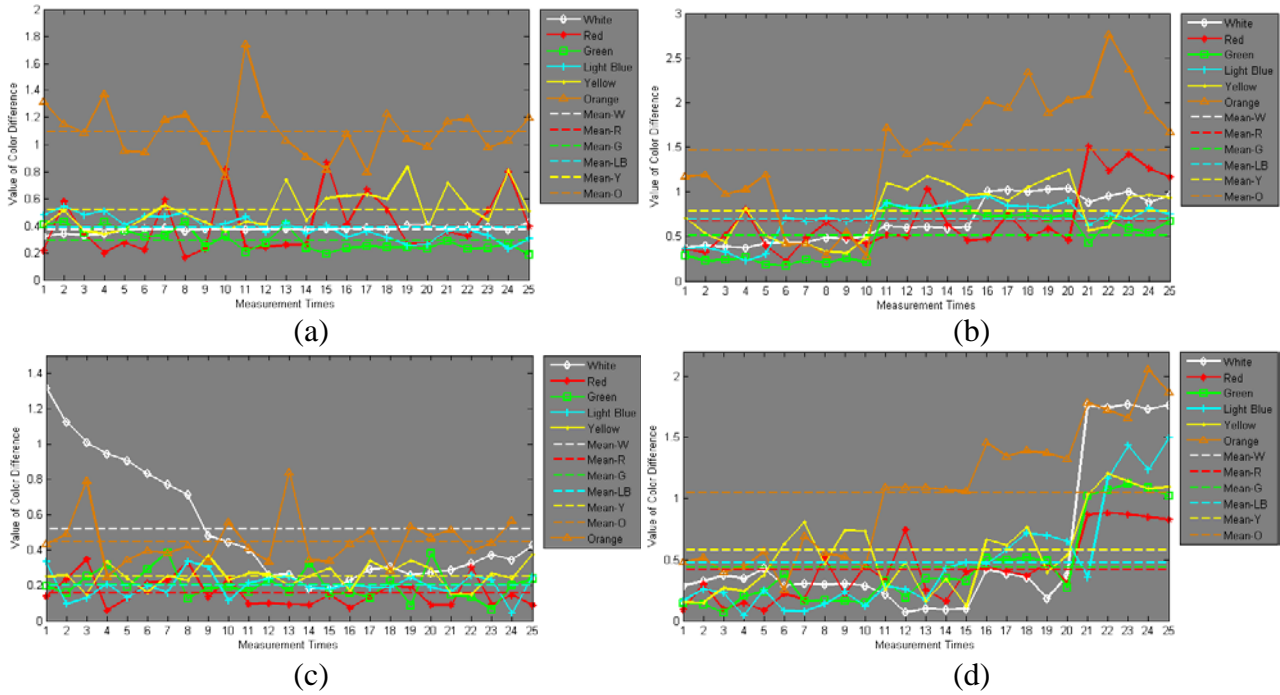 2
1.8
1.6
1.4
1.2
1
0.8
0.6
0.4
0.2
0
Value of Color Difference
1 2 3 4 5 6 7 8 9 10 11 12 13 14 15 16 17 18 19 20 21 22 23 24 25
Measurement Times
White
Red
Green
Light Blue
Yellow
Orange
Mean-W
Mean-R
Mean-G
Mean-LB
Mean-Y
Mean-O
(a)
3
2.5
2
1.5
1
0.5
0
Value of Color Difference
1 2 3 4 5 6 7 8 9 10 11 12 13 14 15 16 17 18 19 20 21 22 23 24 25
Measurement Times
White
Red
Green
Light Blue
Yellow
Orange
Mean-W
Mean-R
Mean-G
Mean-LB
Mean-Y
Mean-O
(b)
1.4
1.2
1
0.8
0.6
0.4
0.2
0
Value of Color Difference
1 2 3 4 5 6 7 8 9 10 11 12 13 14 15 16 17 18 19 20 21 22 23 24 25
Measurement Times
White
Red
Green
Light Blue
Yellow
Mean-W
Mean-R
Mean-G
Mean-LB
Mean-Y
Mean-O
Orange
(c)
2
1.5
1
0.5
0
Value of Color Difference
1 2 3 4 5 6 7 8 9 10 11 12 13 14 15 16 17 18 19 20 21 22 23 24 25
Measurement Times
White
Red
Green
Light Blue
Yellow
Orange
Mean-W
Mean-R
Mean-G
Mean-LB
Mean-Y
Mean-O
(d)